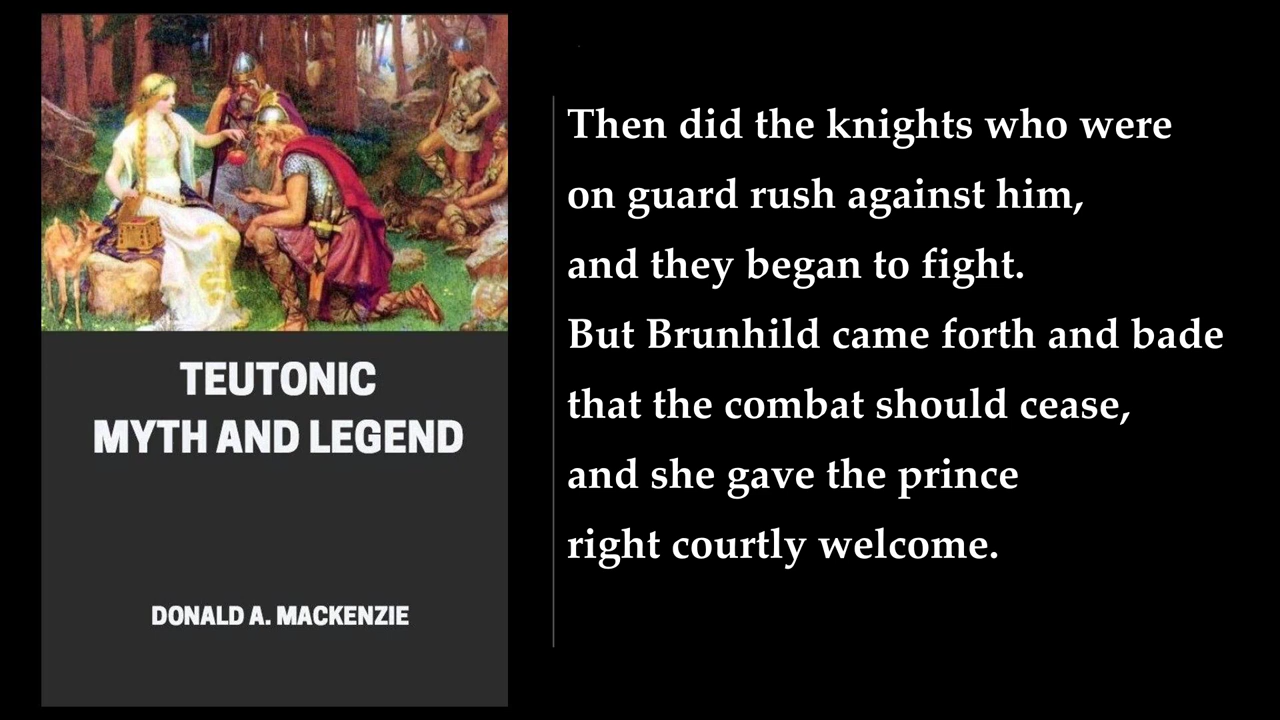 TEUTONIC
MYTH AND LEGEND
DONALD A. MACKENZIE
Then did the knights who were
on guard rush against him,
and they began to fight.
But Brunhild came forth and bade
that the combat should cease,
and she gave the prince
right courtly welcome.